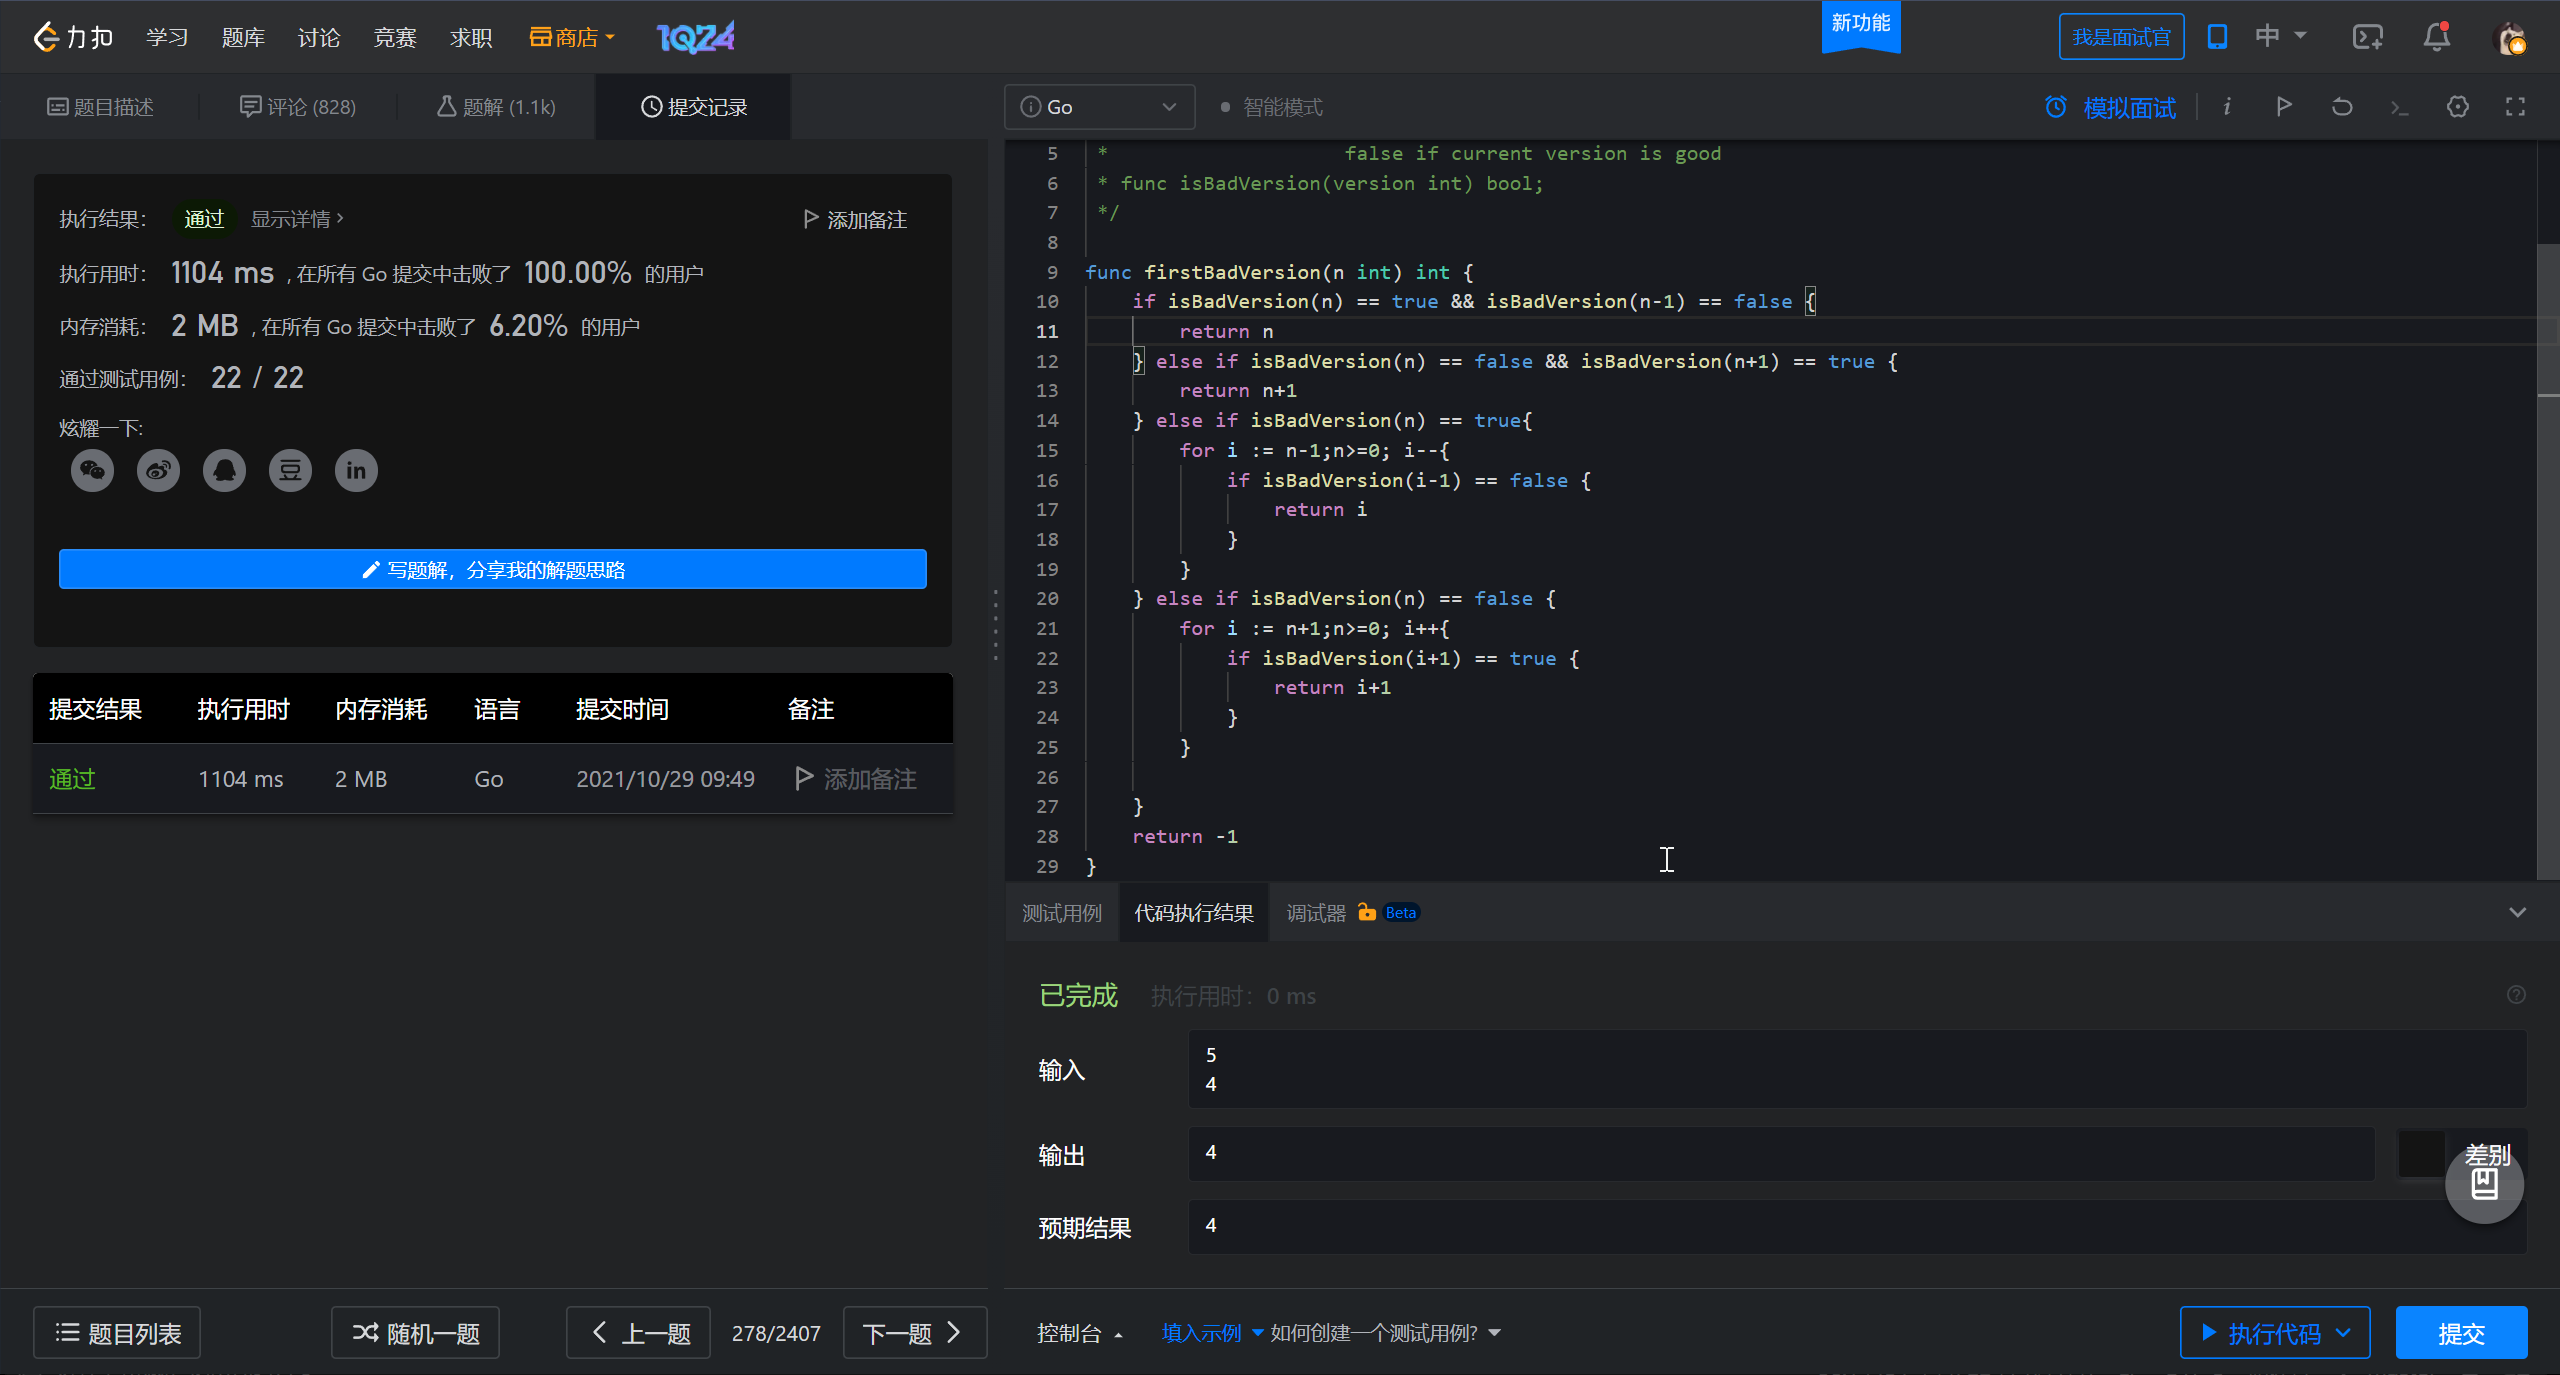 力扣 学习 题库 讨论 竞赛 求职 商店 1024 新功能 我是面试官 中
题目描述 评论 (828) 题解 (1.1k) 提交记录
执行结果： 通过 显示详情 › 添加备注
执行用时： 1104 ms , 在所有 Go 提交中击败了 100.00% 的用户
内存消耗： 2 MB , 在所有 Go 提交中击败了 6.20% 的用户
通过测试用例： 22 / 22
炫耀一下:
豆 in
写题解，分享我的解题思路
提交结果 执行用时 内存消耗 语言 提交时间 备注
通过 1104 ms 2 MB Go 2021/10/29 09:49 添加备注
题目列表 随机一题 上一题 278/2407 下一题
Go 智能模式 模拟面试 i
5 * false if current version is good
6 * func isBadVersion(version int) bool;
7 */
8
9 func firstBadVersion(n int) int {
10 if isBadVersion(n) == true && isBadVersion(n-1) == false {
11 return n
12 } else if isBadVersion(n) == false && isBadVersion(n+1) == true {
13 return n+1
14 } else if isBadVersion(n) == true{
15 for i := n-1;n>=0; i--{
16 if isBadVersion(i-1) == false {
17 return i
18 }
19 }
20 } else if isBadVersion(n) == false {
21 for i := n+1;n>=0; i++{
22 if isBadVersion(i+1) == true {
23 return i+1
24 }
25 }
26
27 }
28 return -1
29 }
测试用例 代码执行结果 调试器 Beta
已完成 执行用时：0 ms
输入
5
4
输出 4 差别
预期结果 4
控制台 填入示例 如何创建一个测试用例? 执行代码 提交